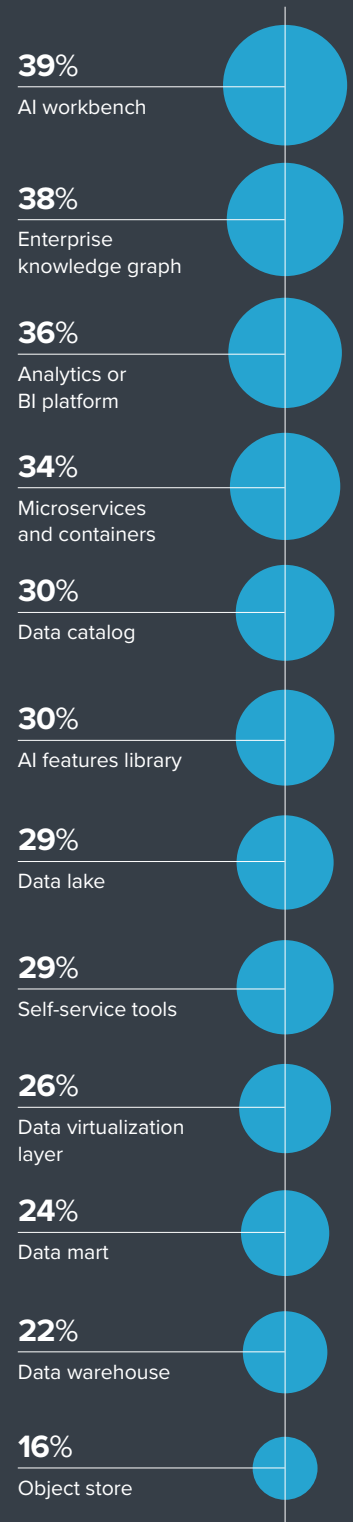 39%
AI workbench
38%
Enterprise
knowledge graph
36%
Analytics or
BI platform
34%
Microservices
and containers
30%
Data catalog
30%
AI features library
29%
Data lake
29%
Self-service tools
26%
Data virtualization
layer
24%
Data mart
22%
Data warehouse
16%
Object store